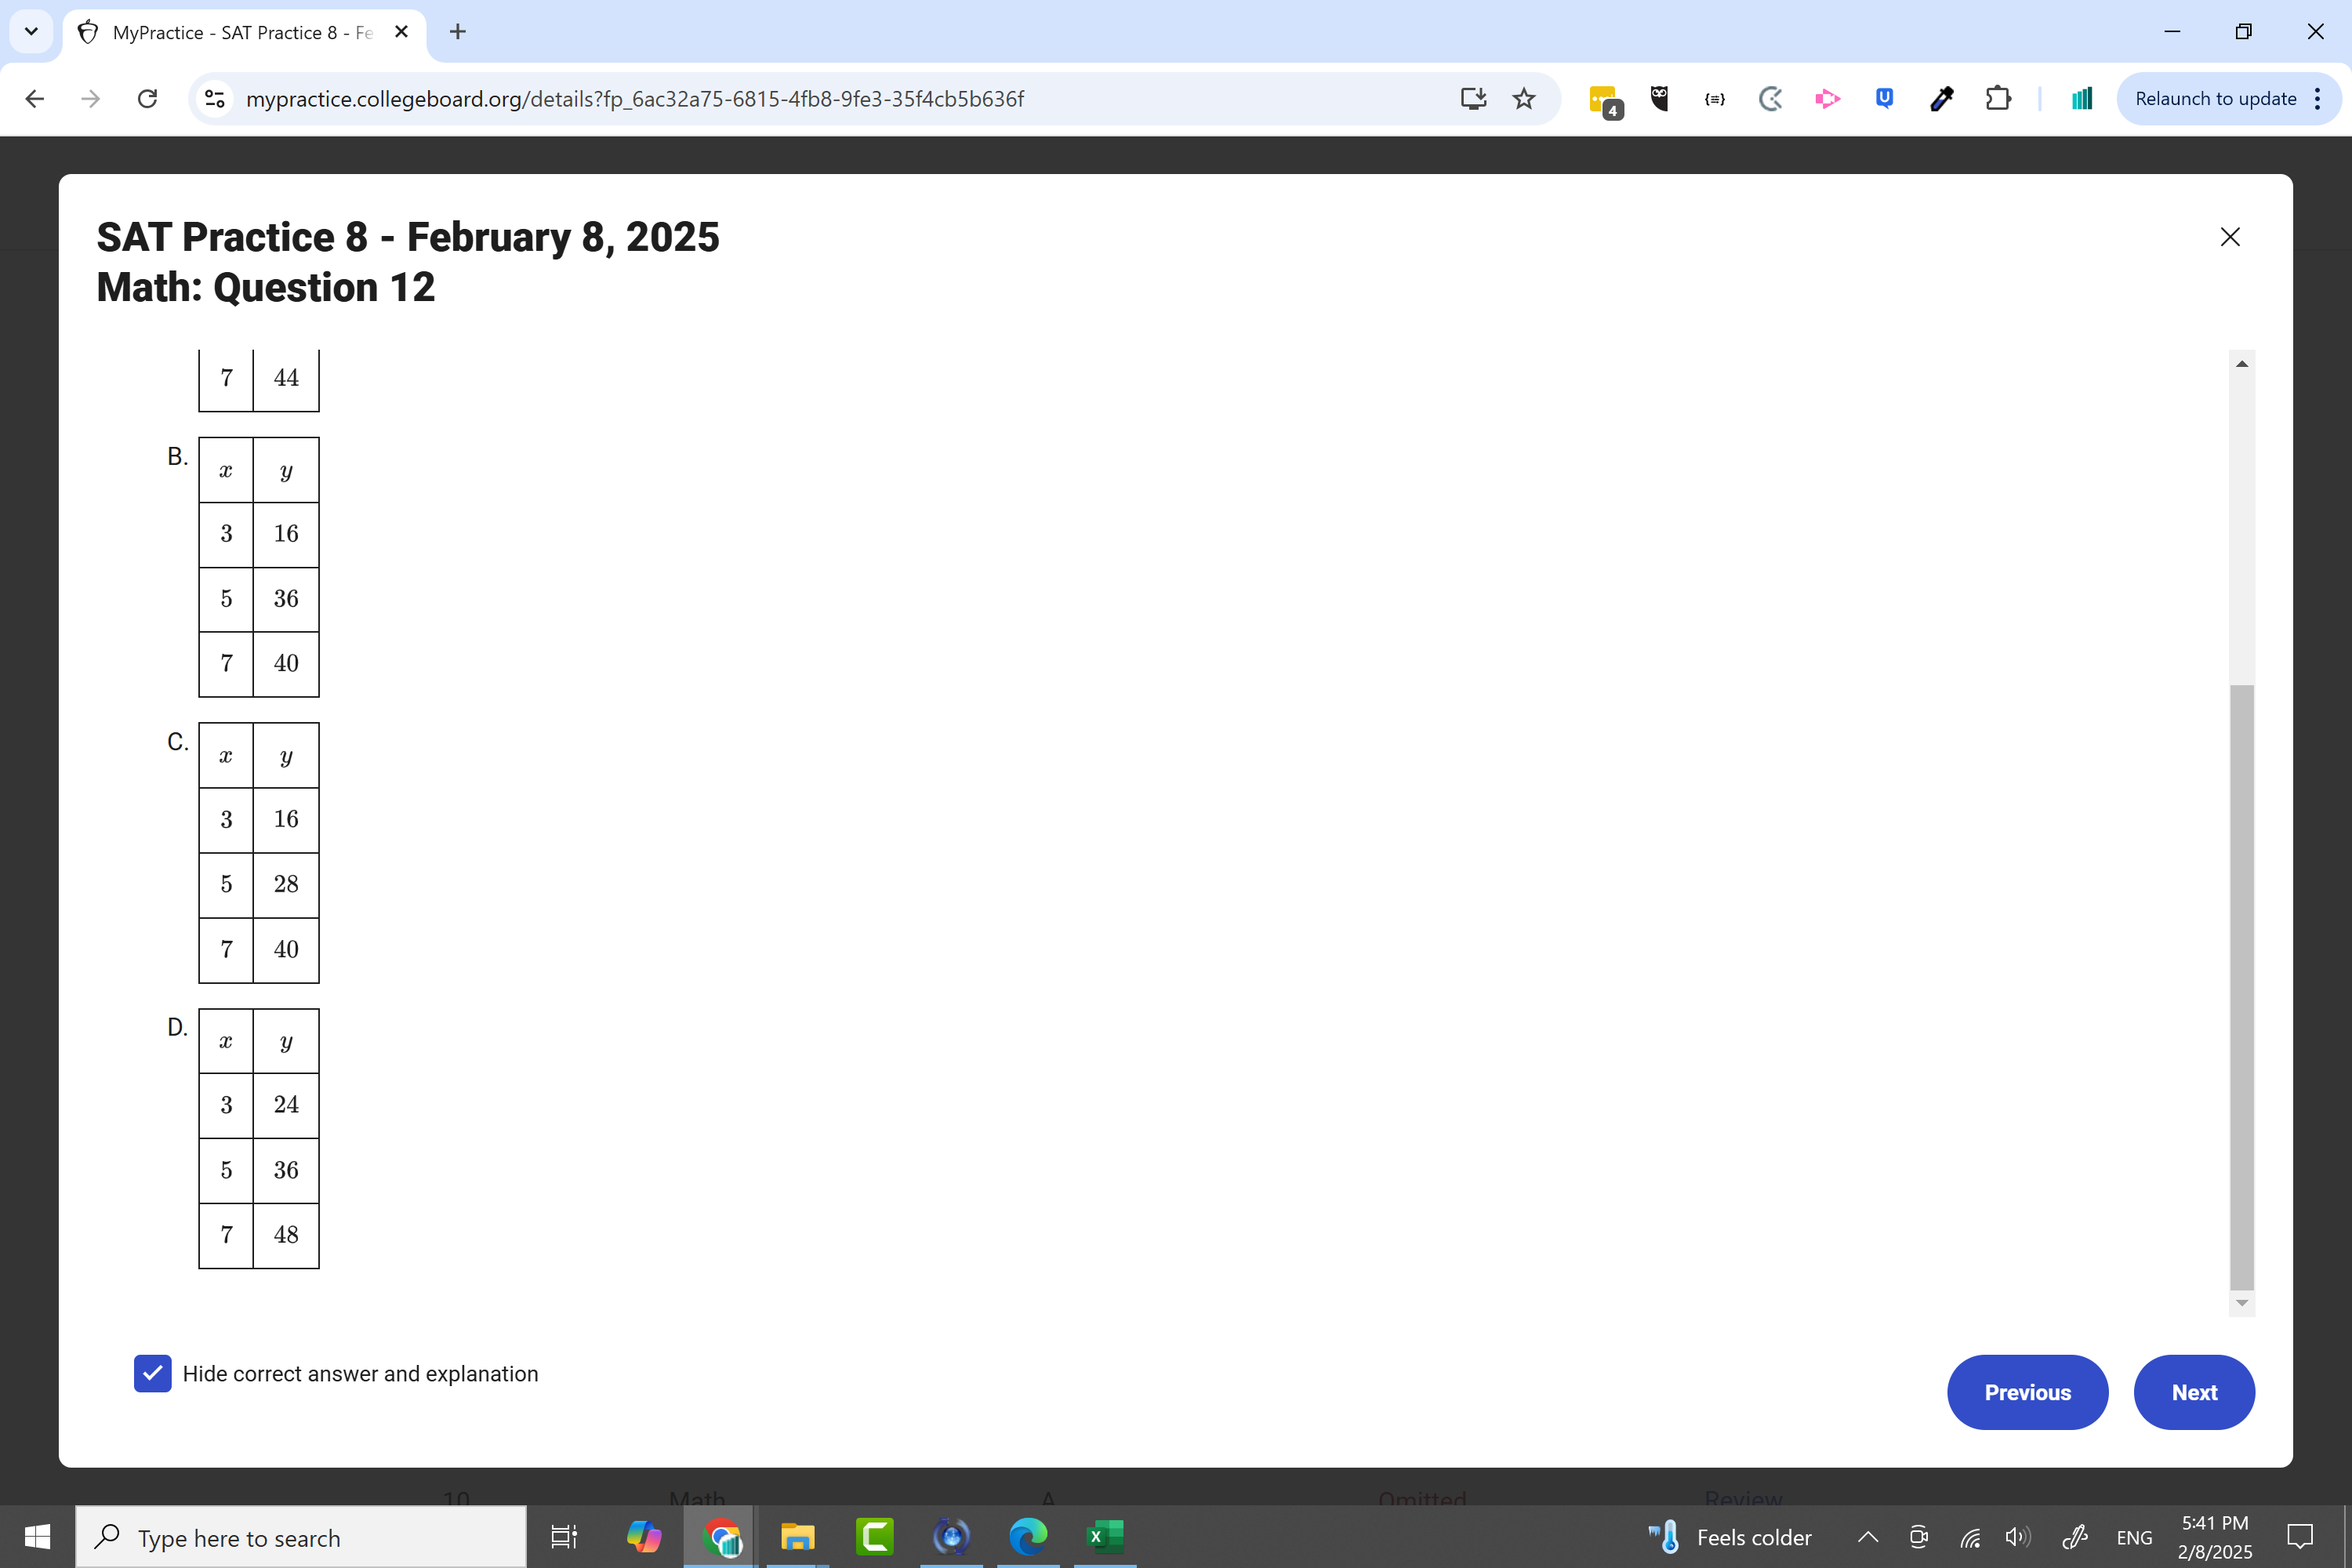 MyPractice - SAT Practice 8 - Fe
mypractice.collegeboard.org/details?fp_6ac32a75-6815-4fb8-9fe3-35f4cb5b636f
4
Relaunch to update
SAT Practice 8 - February 8, 2025
Math: Question 12
7 44
B.
x y
3 16
5 36
7 40
C.
x y
3 16
5 28
7 40
D.
x y
3 24
5 36
7 48
Hide correct answer and explanation
Previous
Next
10 Math A Omitted Review
Type here to search
Feels colder
ENG
5:41 PM
2/8/2025